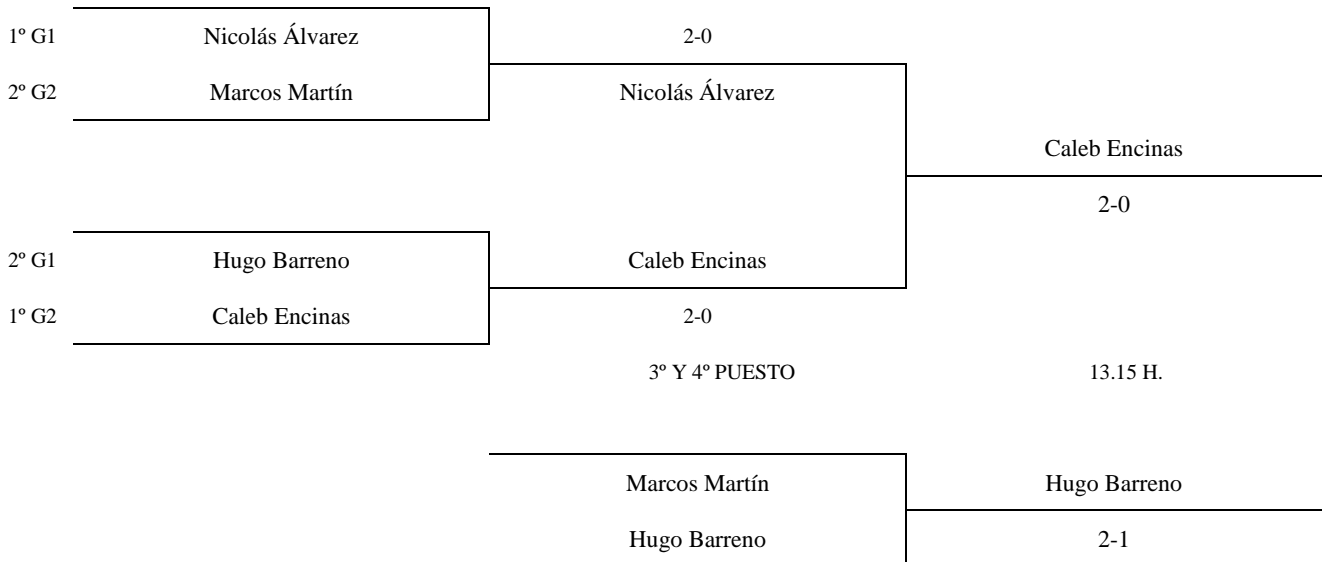 1º G1 Nicolás Álvarez 2-0
2º G2 Marcos Martín Nicolás Álvarez
Caleb Encinas
2-0
2º G1 Hugo Barreno Caleb Encinas
1º G2 Caleb Encinas 2-0
3º Y 4º PUESTO 13.15 H.
Marcos Martín Hugo Barreno
Hugo Barreno 2-1